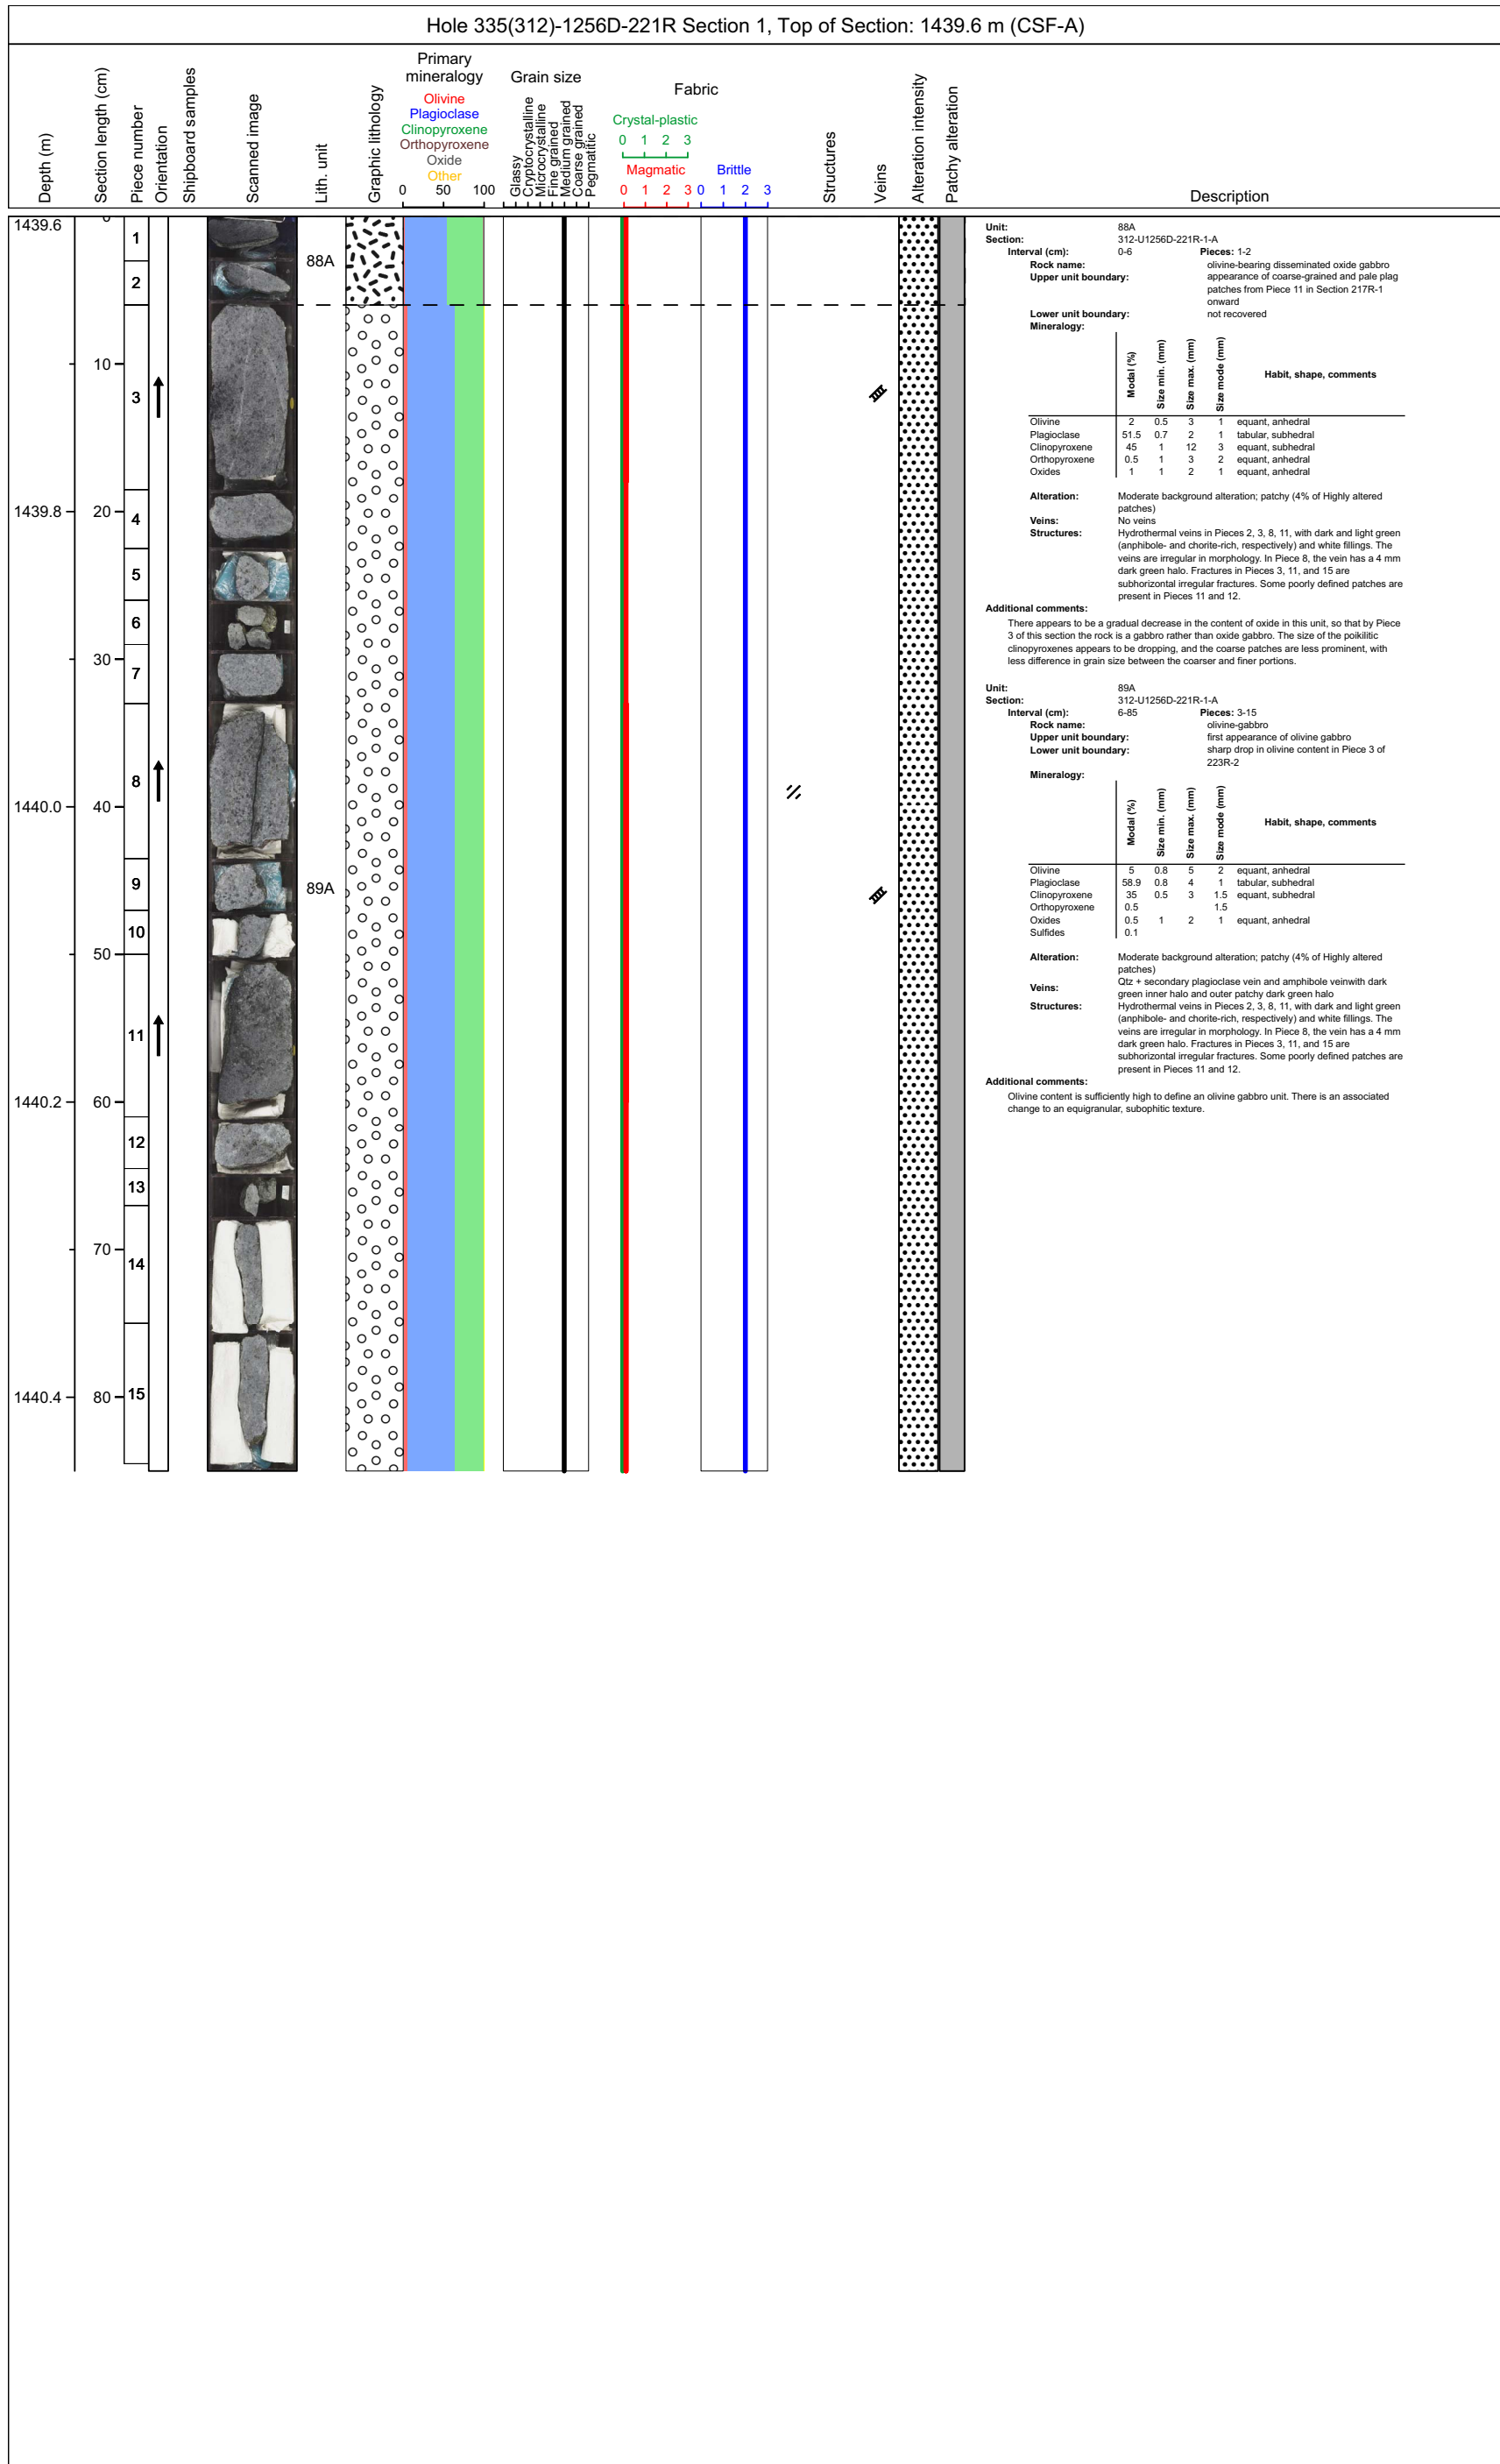 Hole 335(312)-1256D-221R Section 1, Top of Section: 1439.6 m (CSF-A)
Depth (m)
Section length (cm)
Piece number
Orientation
Shipboard samples
Scanned image
Lith. unit
Graphic lithology
Primary
mineralogy
Olivine
Plagioclase
Clinopyroxene
Orthopyroxene
Oxide
Other
0 50 100
Grain size
Glassy
Cryptocrystalline
Microcrystalline
Fine grained
Medium grained
Coarse grained
Pegmatitic
Fabric
Crystal-plastic
0 1 2 3
Magmatic
0 1 2 3
Brittle
0 1 2 3
Structures
Veins
Alteration intensity
Patchy alteration
Description
1439.6
1439.8
1440.0
1440.2
1440.4
0
10
20
30
40
50
60
70
80
1
2
3
4
5
6
7
8
9
10
11
12
13
14
15
88A
89A
Unit: 88A
Section: 312-U1256D-221R-1-A
Interval (cm): 0-6 Pieces: 1-2
Rock name: olivine-bearing disseminated oxide gabbro
Upper unit boundary: appearance of coarse-grained and pale plag
patches from Piece 11 in Section 217R-1
onward
Lower unit boundary: not recovered
Mineralogy:
Modal (%) Size min. (mm) Size max. (mm) Size mode (mm) Habit, shape, comments
Olivine 2 0.5 3 1 equant, anhedral
Plagioclase 51.5 0.7 2 1 tabular, subhedral
Clinopyroxene 45 1 12 3 equant, subhedral
Orthopyroxene 0.5 1 3 2 equant, anhedral
Oxides 1 1 2 1 equant, anhedral
Alteration: Moderate background alteration; patchy (4% of Highly altered
patches)
Veins: No veins
Structures: Hydrothermal veins in Pieces 2, 3, 8, 11, with dark and light green
(anphibole- and chorite-rich, respectively) and white fillings. The
veins are irregular in morphology. In Piece 8, the vein has a 4 mm
dark green halo. Fractures in Pieces 3, 11, and 15 are
subhorizontal irregular fractures. Some poorly defined patches are
present in Pieces 11 and 12.
Additional comments:
There appears to be a gradual decrease in the content of oxide in this unit, so that by Piece
3 of this section the rock is a gabbro rather than oxide gabbro. The size of the poikilitic
clinopyroxenes appears to be dropping, and the coarse patches are less prominent, with
less difference in grain size between the coarser and finer portions.
Unit: 89A
Section: 312-U1256D-221R-1-A
Interval (cm): 6-85 Pieces: 3-15
Rock name: olivine-gabbro
Upper unit boundary: first appearance of olivine gabbro
Lower unit boundary: sharp drop in olivine content in Piece 3 of
223R-2
Mineralogy:
Modal (%) Size min. (mm) Size max. (mm) Size mode (mm) Habit, shape, comments
Olivine 5 0.8 5 2 equant, anhedral
Plagioclase 58.9 0.8 4 1 tabular, subhedral
Clinopyroxene 35 0.5 3 1.5 equant, subhedral
Orthopyroxene 0.5 1.5
Oxides 0.5 1 2 1 equant, anhedral
Sulfides 0.1
Alteration: Moderate background alteration; patchy (4% of Highly altered
patches)
Veins: Qtz + secondary plagioclase vein and amphibole veinwith dark
green inner halo and outer patchy dark green halo
Structures: Hydrothermal veins in Pieces 2, 3, 8, 11, with dark and light green
(anphibole- and chorite-rich, respectively) and white fillings. The
veins are irregular in morphology. In Piece 8, the vein has a 4 mm
dark green halo. Fractures in Pieces 3, 11, and 15 are
subhorizontal irregular fractures. Some poorly defined patches are
present in Pieces 11 and 12.
Additional comments:
Olivine content is sufficiently high to define an olivine gabbro unit. There is an associated
change to an equigranular, subophitic texture.